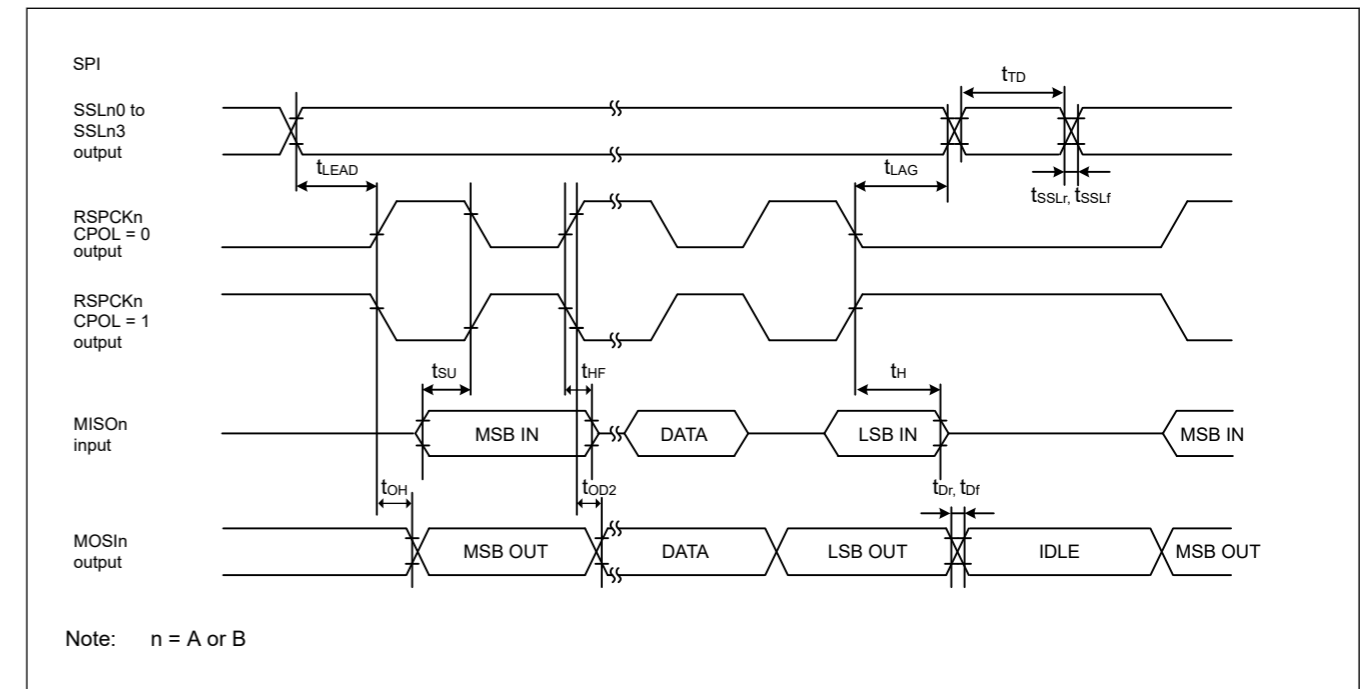 SPI
tTD
SSLn0 to
SSLn3
output
tLEAD
tLAG
tSSLr, tSSLf
RSPCKn
CPOL = 0
output
RSPCKn
CPOL = 1
output
tSU
tHF
tH
MISOn
input
MSB IN
DATA
LSB IN
MSB IN
tOH
tOD2
tDr, tDf
MOSIn
output
MSB OUT
DATA
LSB OUT
IDLE
MSB OUT
Note: n = A or B